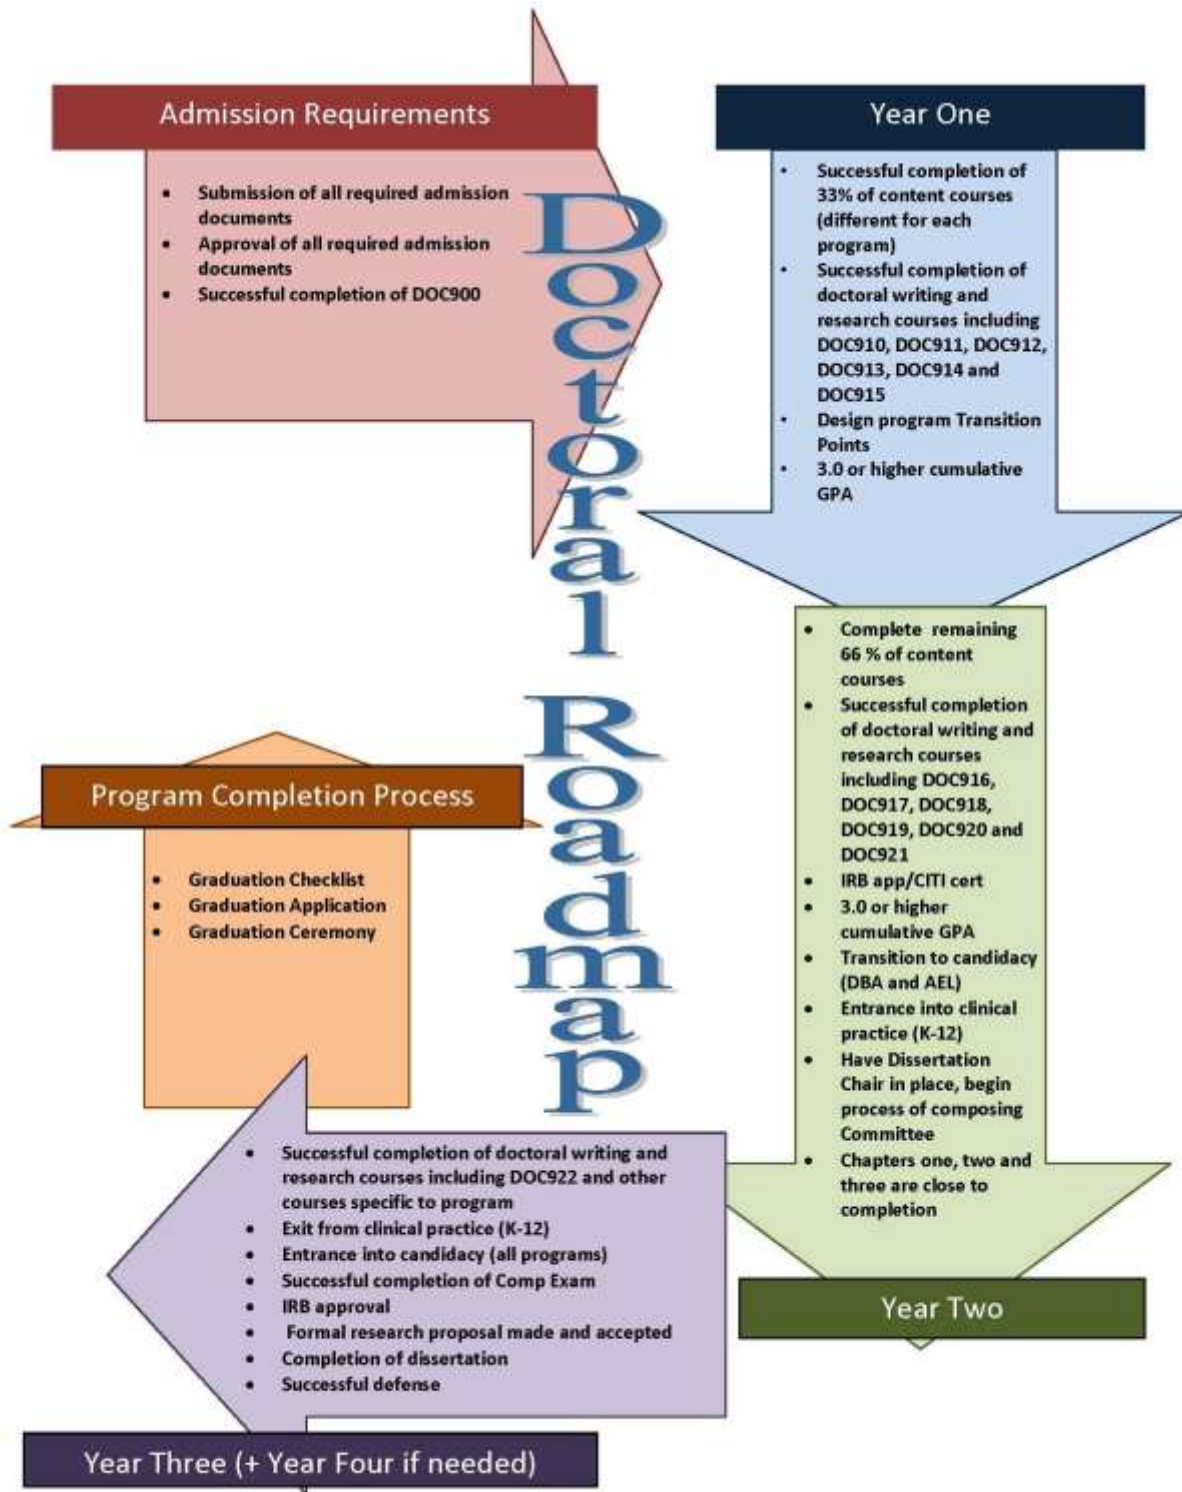 Admission Requirements
• Submission of all required admission
documents
• Approval of all required admission
documents
• Successful completion of DOC900
Doctoral Roadmap
Year One
• Successful completion of
33% of content courses
(different for each
program)
• Successful completion of
doctoral writing and
research courses including
DOC910, DOC911, DOC912,
DOC913, DOC914 and
DOC915
• Design program Transition
Points
• 3.0 or higher cumulative
GPA
• Complete remaining
66 % of content
courses
• Successful completion
of doctoral writing and
research courses
including DOC916,
DOC917, DOC918,
DOC919, DOC920 and
DOC921
• IRB app/CITI cert
• 3.0 or higher
cumulative GPA
• Transition to candidacy
(DBA and AEL)
• Entrance into clinical
practice (K-12)
• Have Dissertation
Chair in place, begin
process of composing
Committee
• Chapters one, two and
three are close to
completion
Year Two
• Successful completion of doctoral writing and
research courses including DOC922 and other
courses specific to program
• Exit from clinical practice (K-12)
• Entrance into candidacy (all programs)
• Successful completion of Comp Exam
• IRB approval
• Formal research proposal made and accepted
• Completion of dissertation
• Successful defense
Year Three (+ Year Four if needed)
Program Completion Process
• Graduation Checklist
• Graduation Application
• Graduation Ceremony